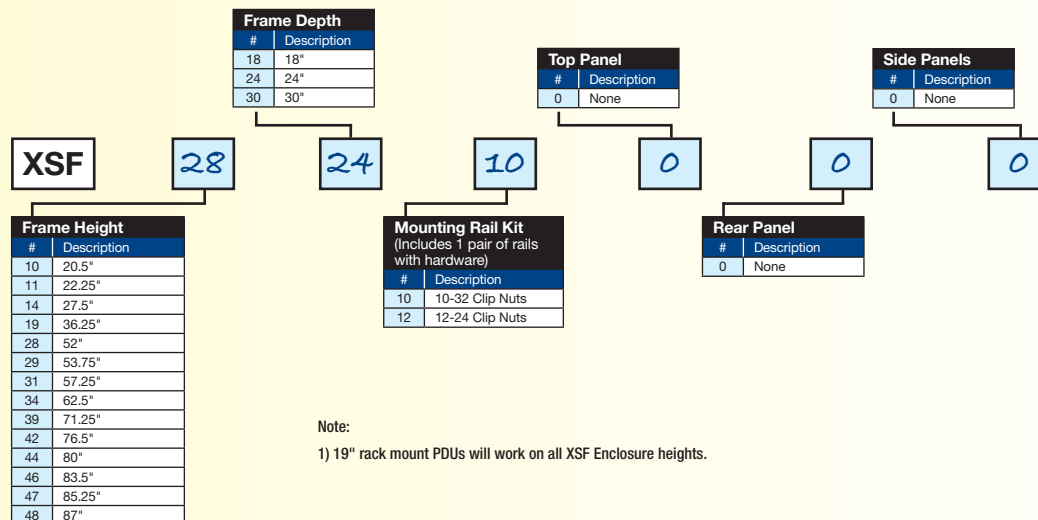 Frame Depth
# Description
18 18"
24 24"
30 30"
Top Panel
# Description
0 None
Side Panels
# Description
0 None
XSF 28 24 10 0 0 0
Frame Height
# Description
10 20.5"
11 22.25"
14 27.5"
19 36.25"
28 52"
29 53.75"
31 57.25"
34 62.5"
39 71.25"
42 76.5"
44 80"
46 83.5"
47 85.25"
48 87"
Mounting Rail Kit
(Includes 1 pair of rails
with hardware)
# Description
10 10-32 Clip Nuts
12 12-24 Clip Nuts
Rear Panel
# Description
0 None
Note:
1) 19" rack mount PDUs will work on all XSF Enclosure heights.